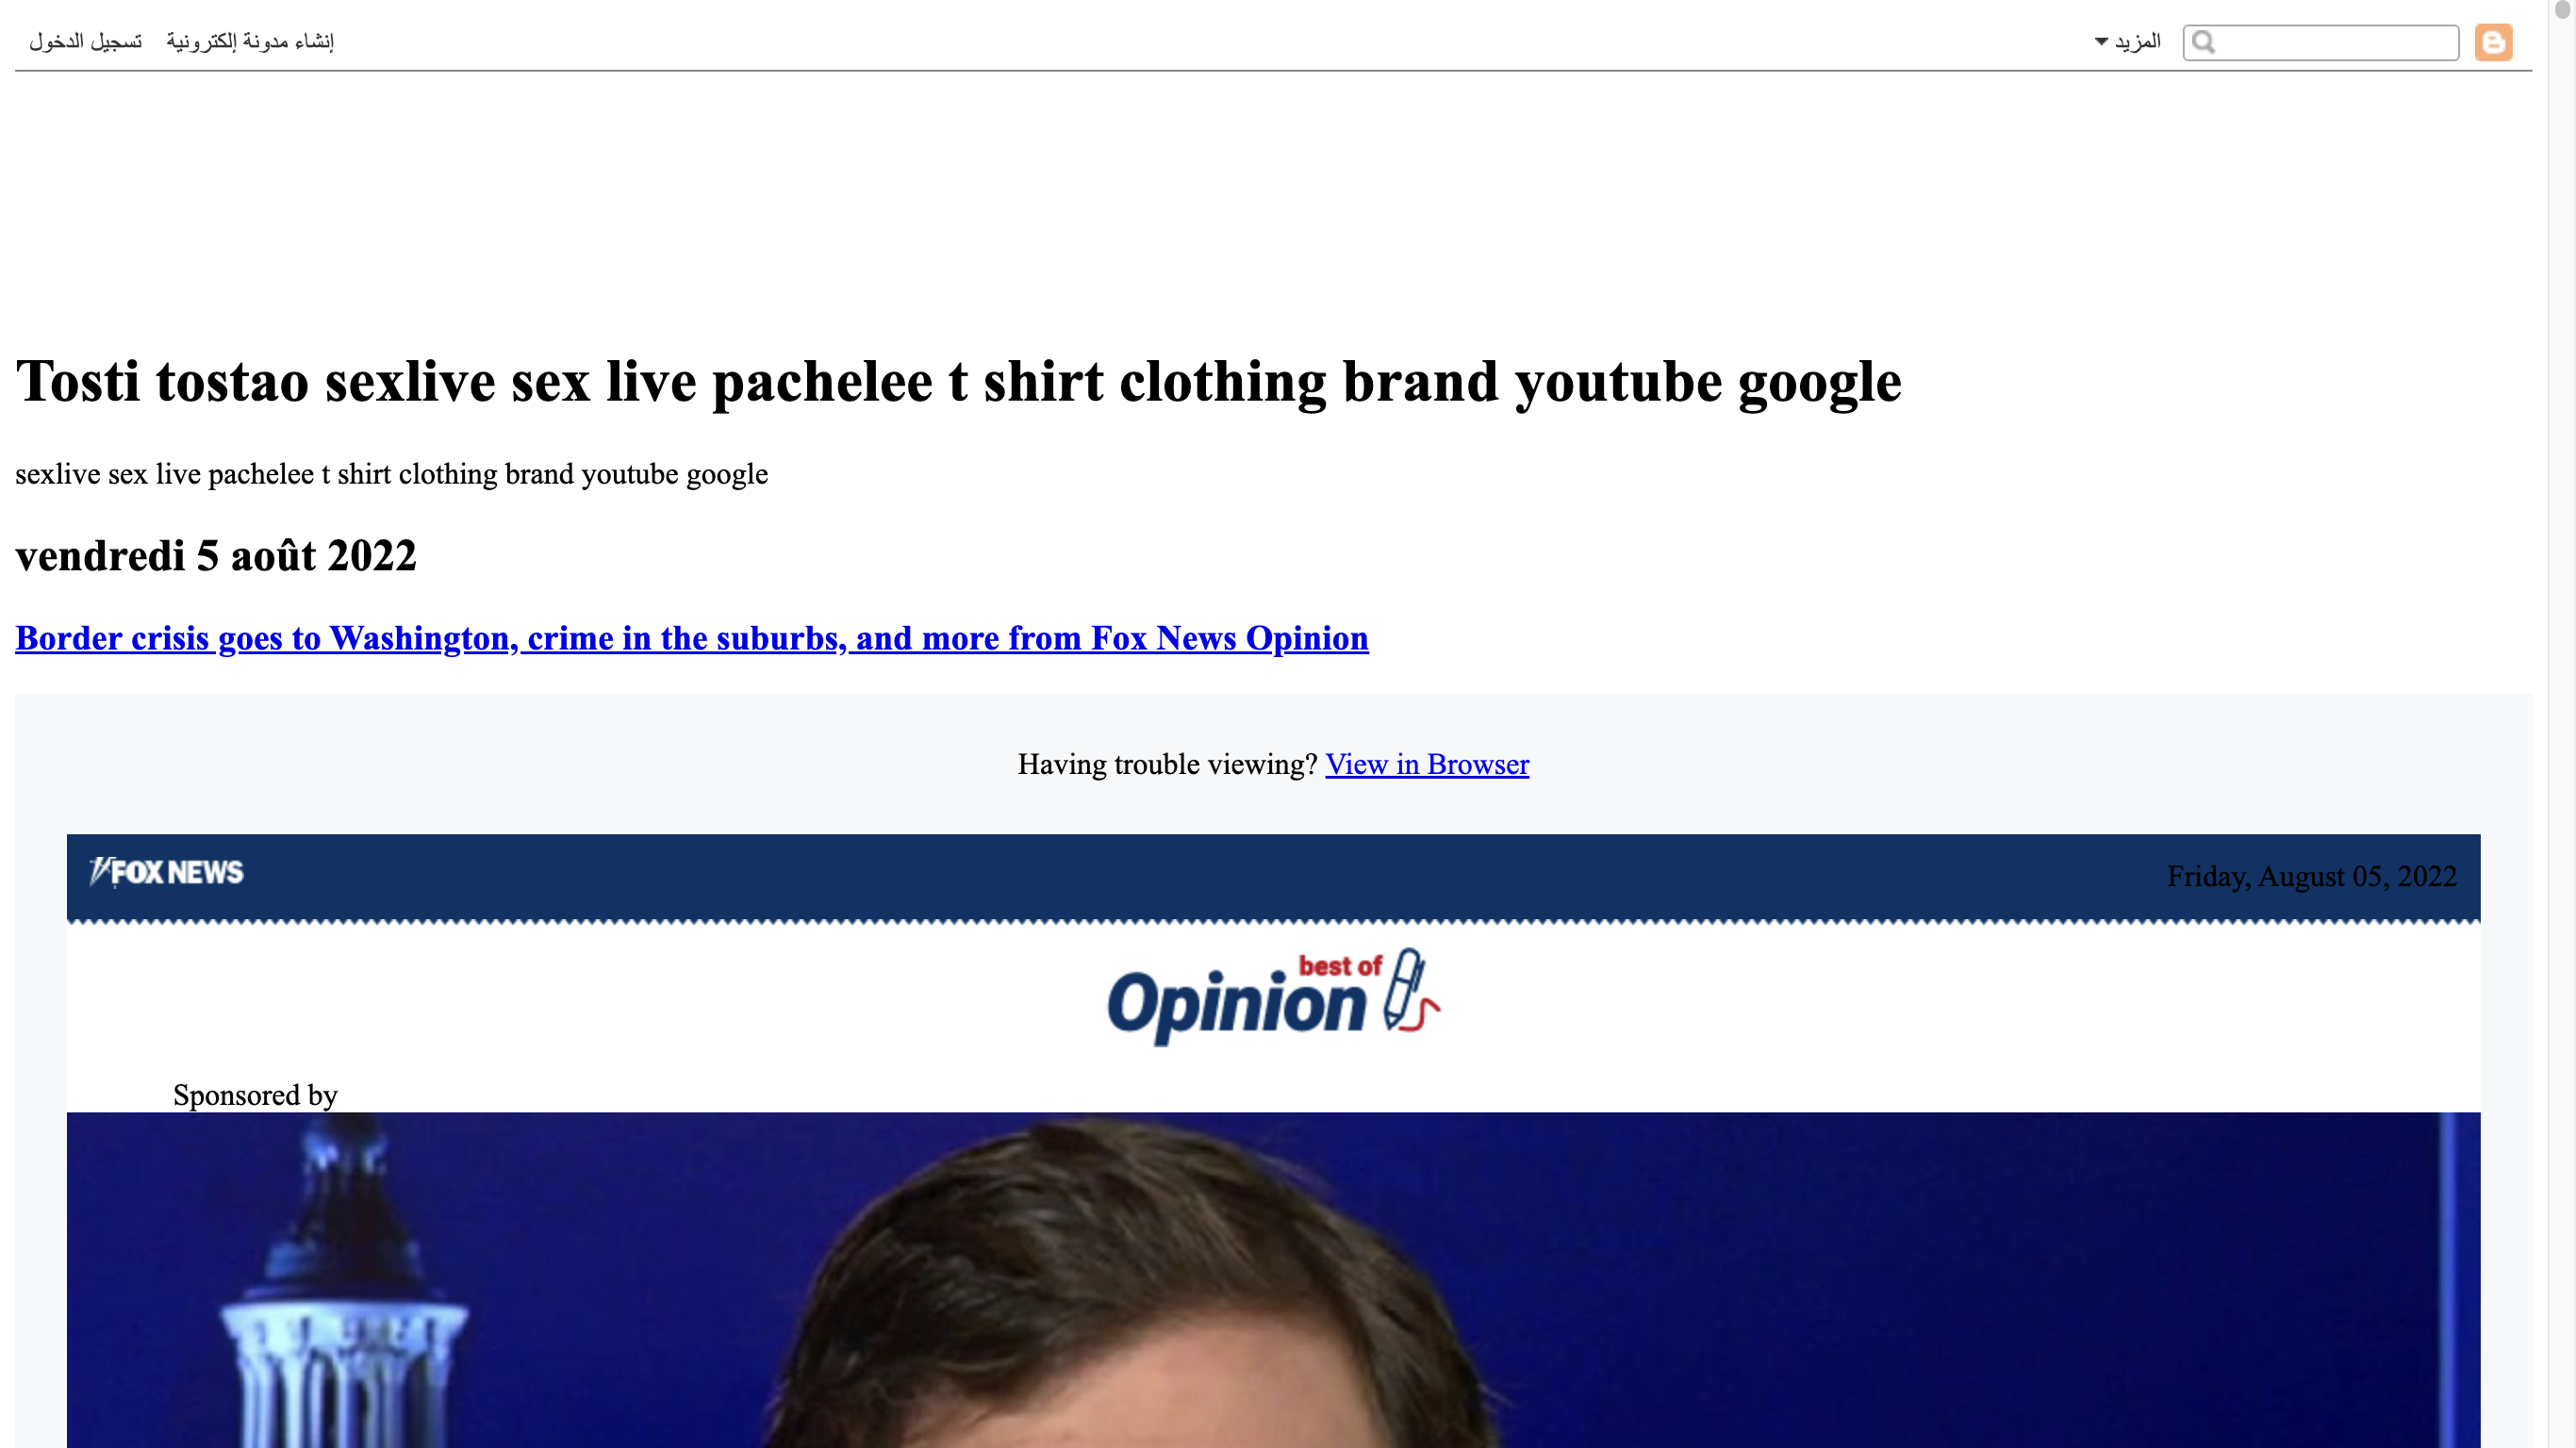 تسجيل الدخول إنشاء مدونة إلكترونية المزيد
Tosti tostao sexlive sex live pachelee t shirt clothing brand youtube google
sexlive sex live pachelee t shirt clothing brand youtube google
vendredi 5 août 2022
Border crisis goes to Washington, crime in the suburbs, and more from Fox News Opinion
Having trouble viewing? View in Browser
FOX NEWS
Friday, August 05, 2022
best of
Opinion
Sponsored by